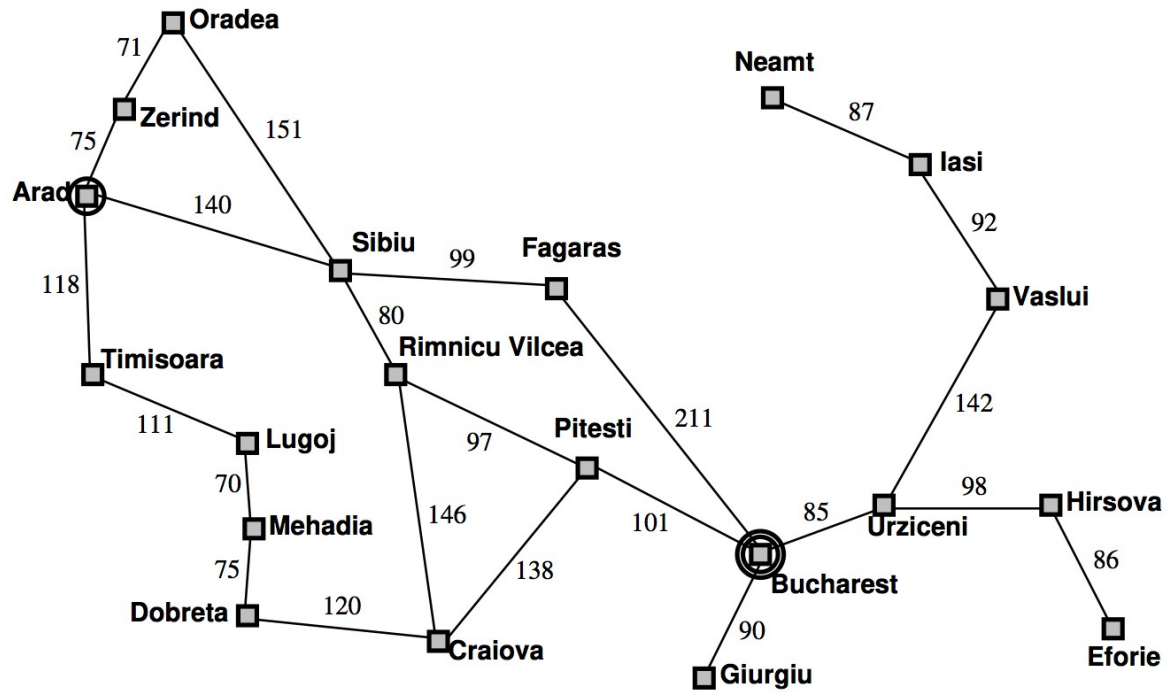 Oradea
71
Neamt
87
Zerind
151
75
Iasi
Arad
140
92
Sibiu
Fagaras
99
118
Vaslui
80
Timisoara
Rimnicu Vilcea
142
111
211
Lugoj
97
Pitesti
70
98
Hirsova
146
101
85
Urziceni
Mehadia
86
75
138
Bucharest
Dobreta
120
90
Craiova
Eforie
Giurgiu